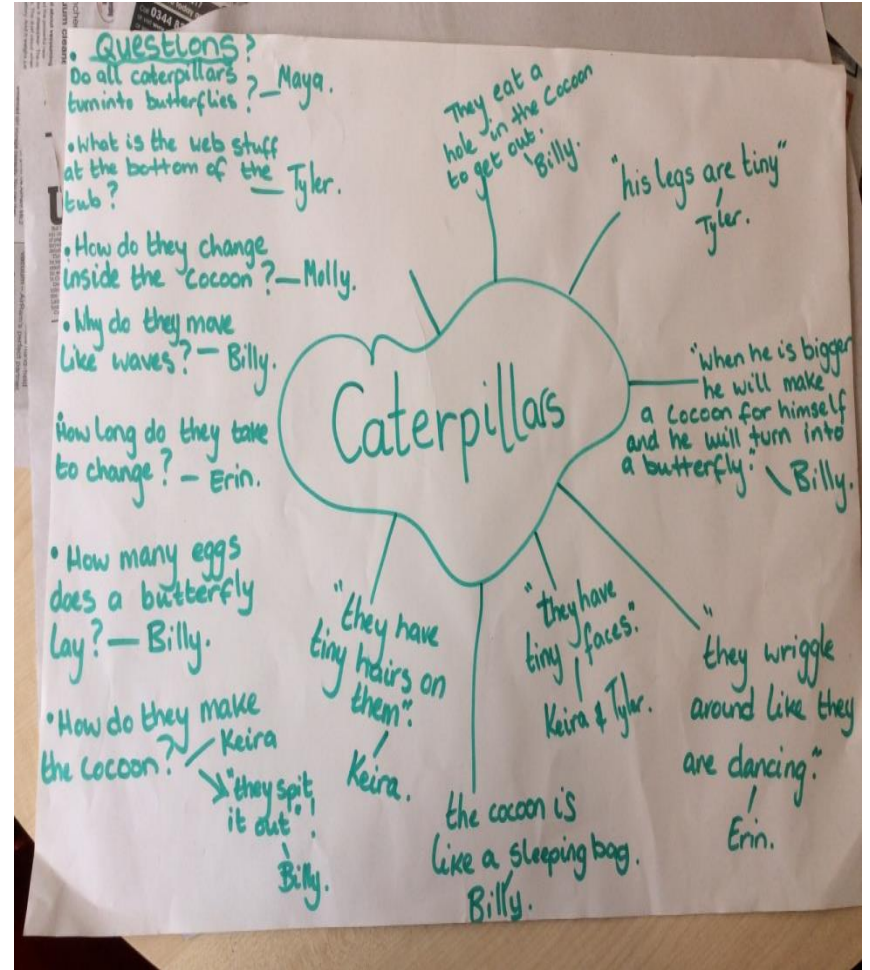 0344 8
• Questions?
Do all caterpillars
turn into butterflies? — Maya.
• What is the web stuff
at the bottom of the
tub? — Tyler.
• How do they change
inside the cocoon? — Molly.
• Why do they move
like waves? — Billy.
How long do they take
to change? — Erin.
• How many eggs
does a butterfly
lay? — Billy.
• How do they make
the cocoon? Keira
"they spit
it out"!
Billy.
They eat a
hole in the cocoon
to get out.
Billy.
"his legs are tiny"
Tyler.
Caterpillars
"when he is bigger
he will make
a cocoon for himself
and he will turn into
a butterfly."
Billy.
"they have
tiny hairs on
them".
Keira.
"they have
tiny faces."
Keira & Tyler.
"they wriggle
around like they
are dancing."
Erin.
the cocoon is
like a sleeping bag.
Billy.